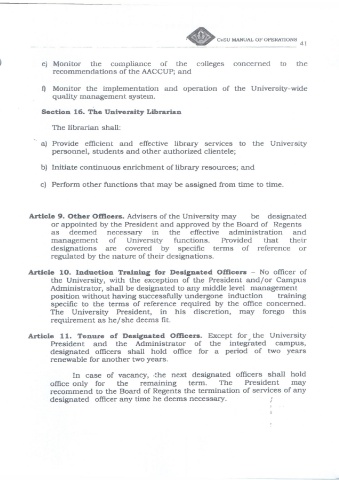 CvSU MANUAL OF OPERATIONS
41
e) Monitor the compliance of the colleges concerned to the
recommendations of the AACCUP; and
f) Monitor the implementation and operation of the University-wide
quality management system.
Section 16. The University Librarian
The librarian shall:
a) Provide efficient and effective library services to the University
personnel, students and other authorized clientele;
b) Initiate continuous enrichment of library resources; and
c) Perform other functions that may be assigned from time to time.
Article 9. Other Officers. Advisers of the University may be designated
or appointed by the President and approved by the Board of Regents
as deemed necessary in the effective administration and
management of University functions. Provided that their
designations are covered by specific terms of reference or
regulated by the nature of their designations.
Article 10. Induction Training for Designated Officers – No officer of
the University, with the exception of the President and/or Campus
Administrator, shall be designated to any middle level management
position without having successfully undergone induction training
specific to the terms of reference required by the office concerned.
The University President, in his discretion, may forego this
requirement as he/she deems fit.
Article 11. Tenure of Designated Officers. Except for the University
President and the Administrator of the integrated campus,
designated officers shall hold office for a period of two years
renewable for another two years.
In case of vacancy, the next designated officers shall hold
office only for the remaining term. The President may
recommend to the Board of Regents the termination of services of any
designated officer any time he deems necessary.